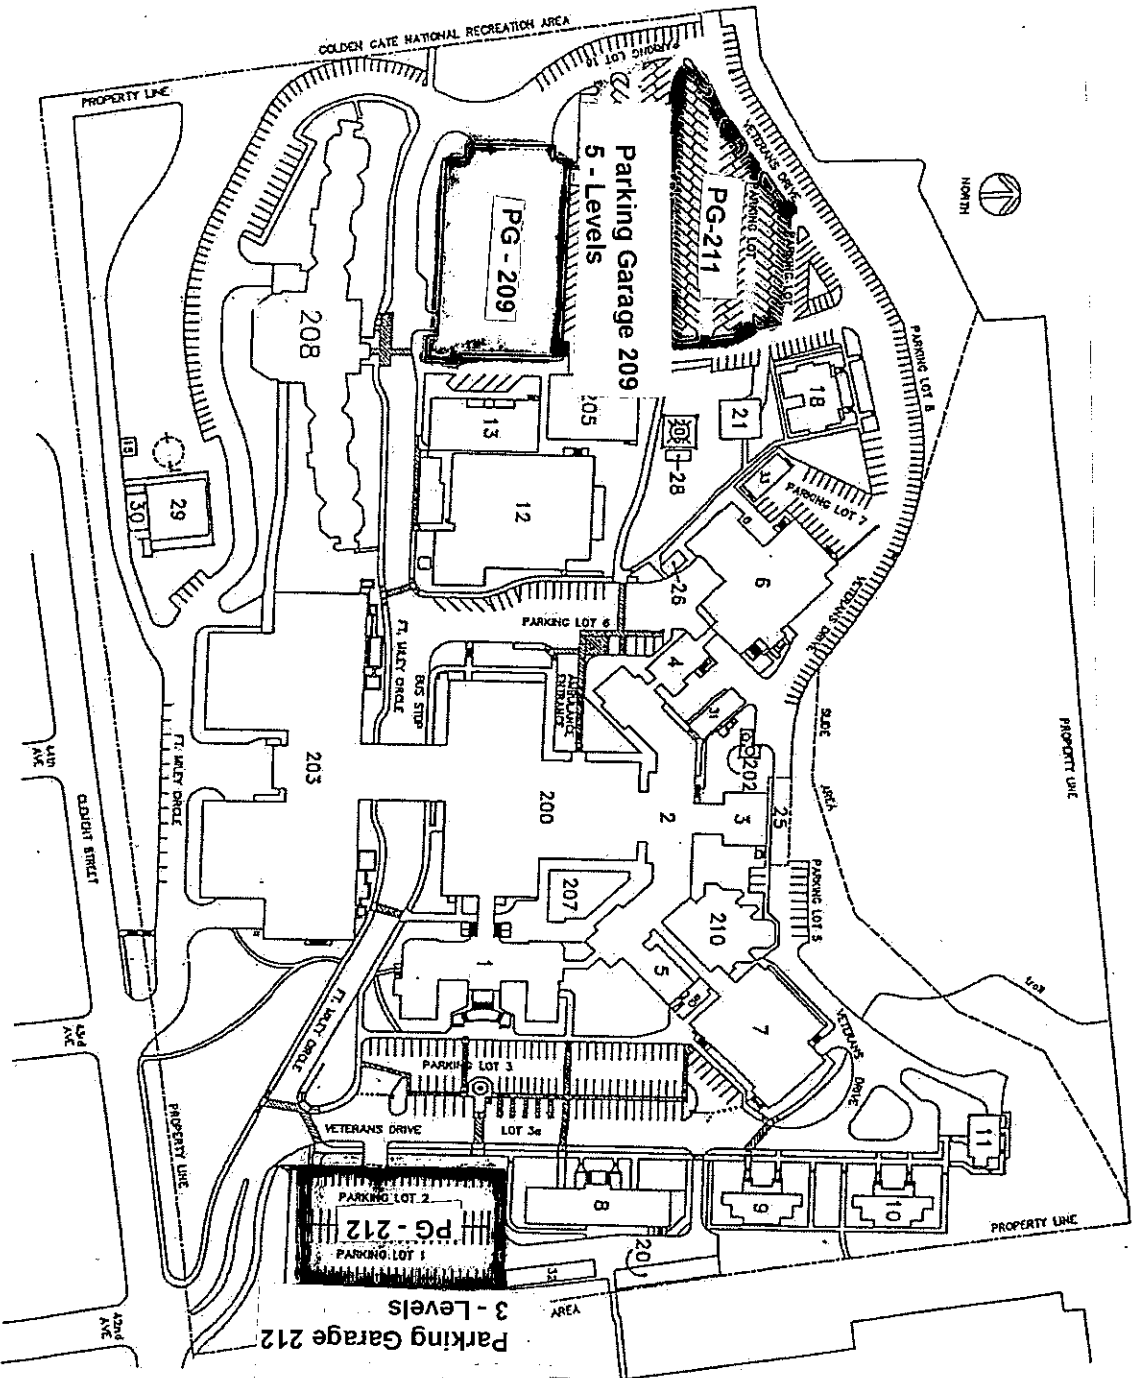 GOLDEN GATE NATIONAL RECREATION AREA
PROPERTY LINE
PARKING LOT 10
VETERANS DRIVE
PARKING LOT
PARKING LOT
PG-211
NORTH
Parking Garage 209
5 - Levels
PG - 209
PARKING LOT 8
208
18
21
205
13
28
33
PARKING LOT 7
12
6
29
30
26
VETERANS DRIVE
PARKING LOT 6
4
FT. MILEY CIRCLE
BUS STOP
AMBULANCE
ENTRANCE
31
SLIDE
AREA
PROPERTY LINE
202
203
FT. MILEY CIRCLE
44th
AVE
CLEMENT STREET
200
2
3
25
PARKING LOT 5
207
210
1
5
7
FT. MILEY CIRCLE
VETERANS
DRIVE
43rd
AVE
PARKING LOT 3
VETERANS DRIVE
LOT 3a
11
PROPERTY LINE
PARKING LOT 2
PG - 212
PARKING LOT 1
8
9
10
PROPERTY LINE
20
32
AREA
3 - Levels
Parking Garage 212
42nd
AVE